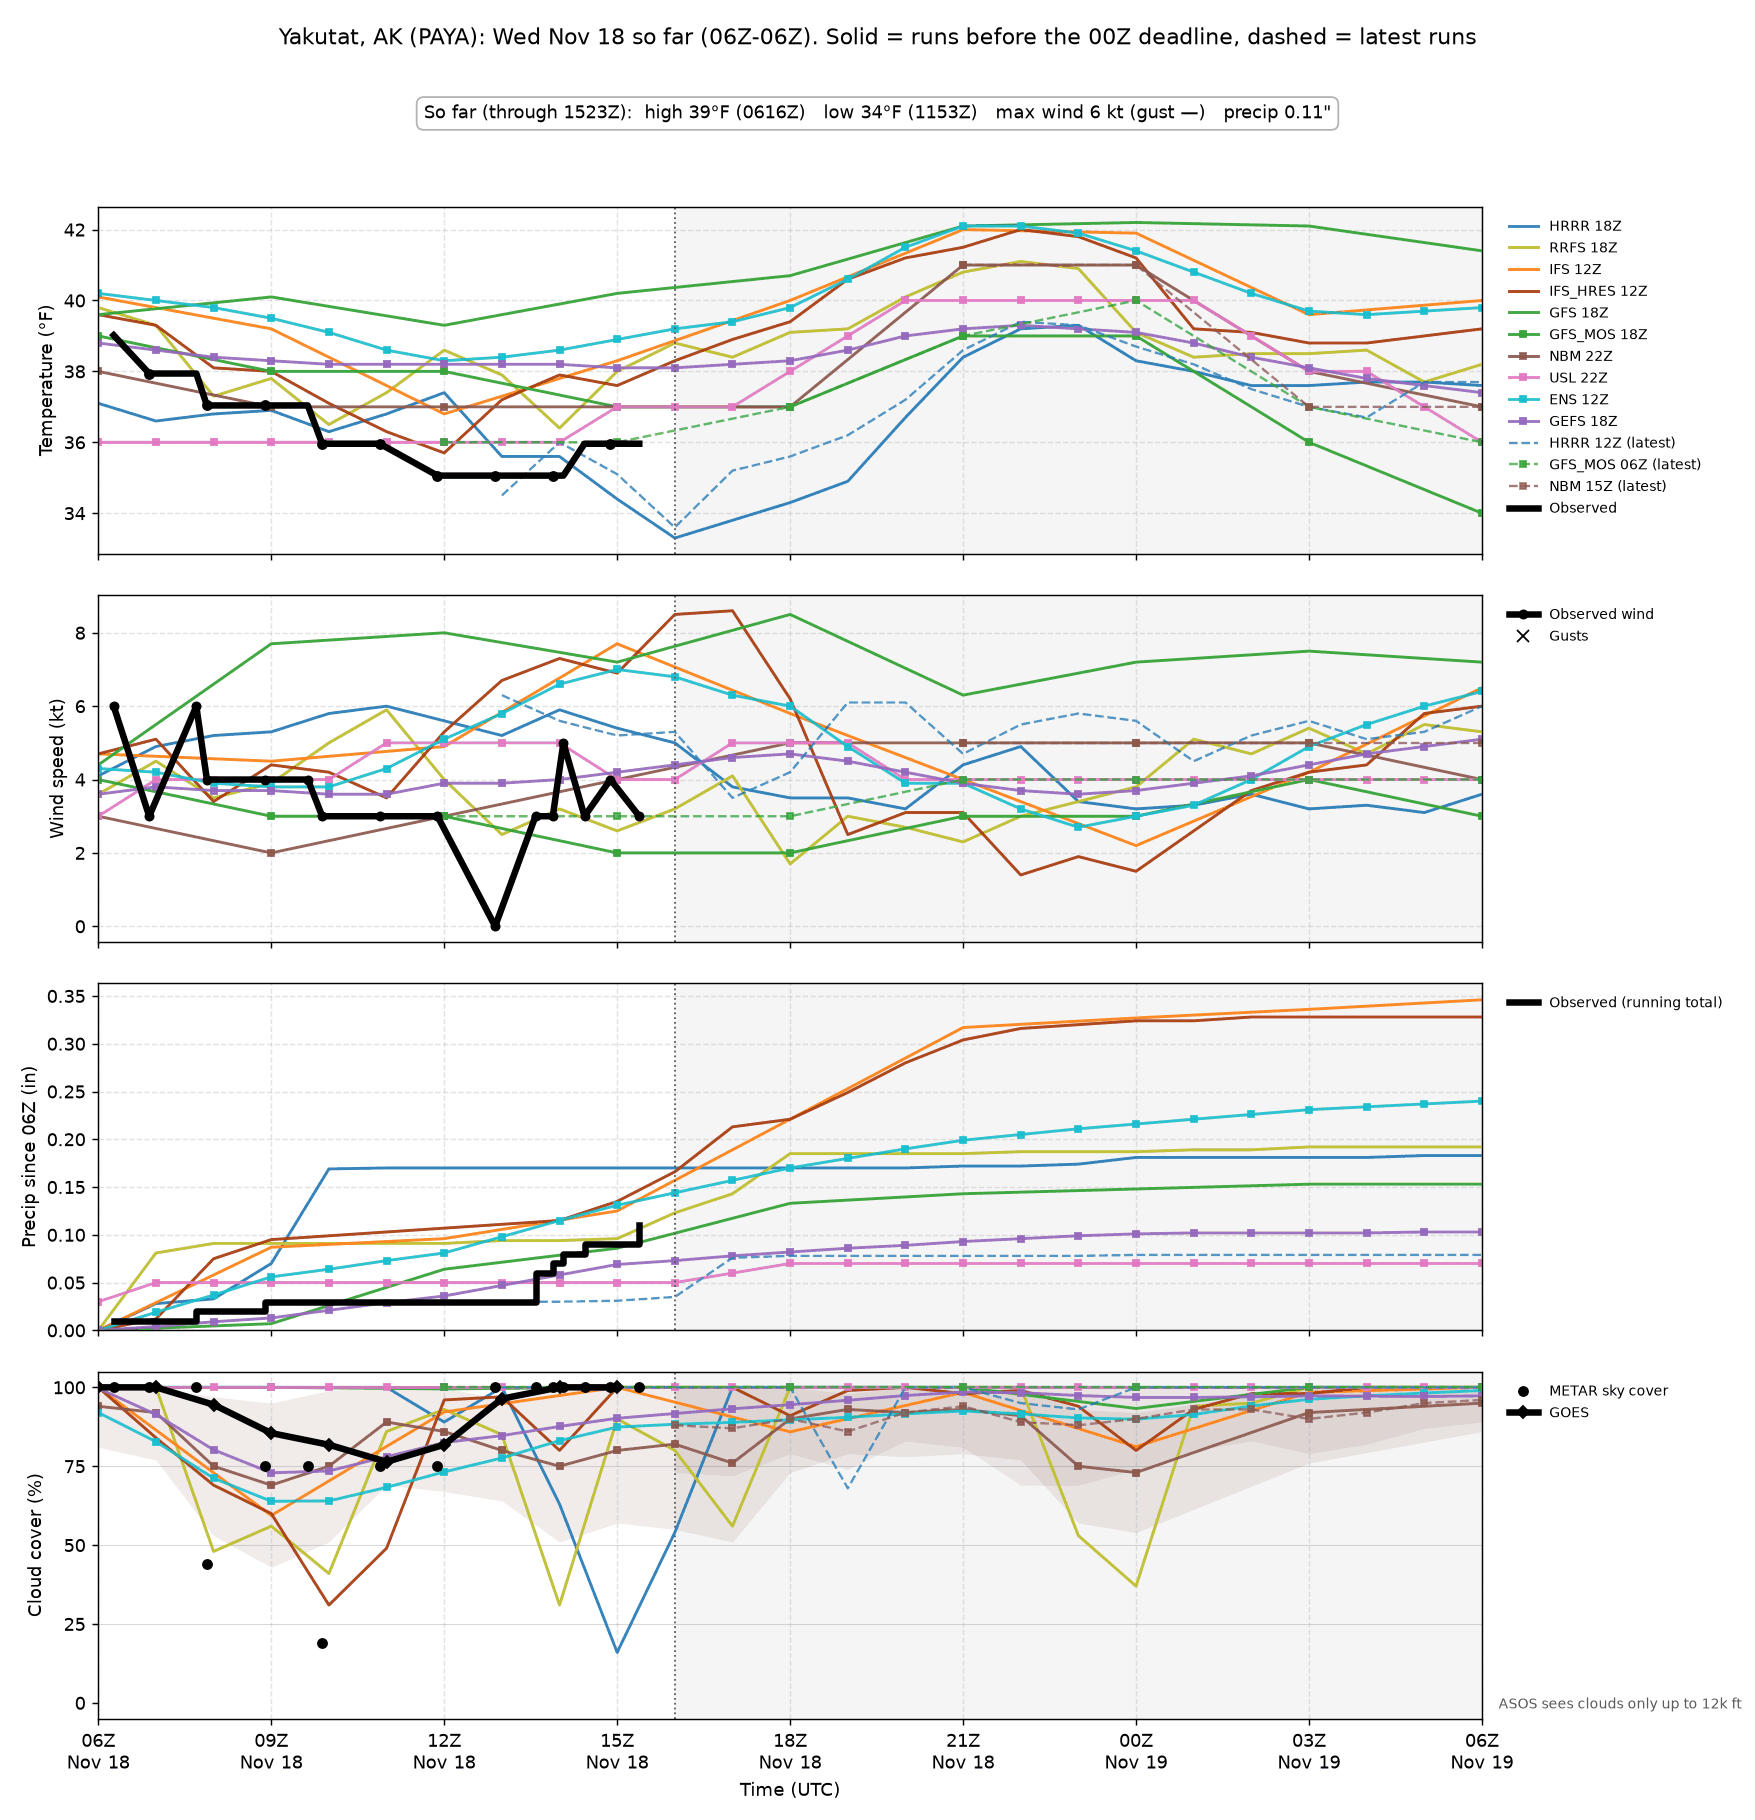 Yakutat, AK (PAYA): Wed Nov 18 so far (06Z-06Z). Solid = runs before the 00Z deadline, dashed = latest runs
So far (through 1523Z):  high 39°F (0616Z)   low 34°F (1153Z)   max wind 6 kt (gust —)   precip 0.11"
Temperature (°F)
42
40
38
36
34
HRRR 18Z
RRFS 18Z
IFS 12Z
IFS_HRES 12Z
GFS 18Z
GFS_MOS 18Z
NBM 22Z
USL 22Z
ENS 12Z
GEFS 18Z
HRRR 12Z (latest)
GFS_MOS 06Z (latest)
NBM 15Z (latest)
Observed
Wind speed (kt)
8
6
4
2
0
Observed wind
Gusts
Precip since 06Z (in)
0.35
0.30
0.25
0.20
0.15
0.10
0.05
0.00
Observed (running total)
Cloud cover (%)
100
75
50
25
0
METAR sky cover
GOES
ASOS sees clouds only up to 12k ft
06Z 09Z 12Z 15Z 18Z 21Z 00Z 03Z 06Z
Nov 18 Nov 18 Nov 18 Nov 18 Nov 18 Nov 18 Nov 19 Nov 19 Nov 19
Time (UTC)